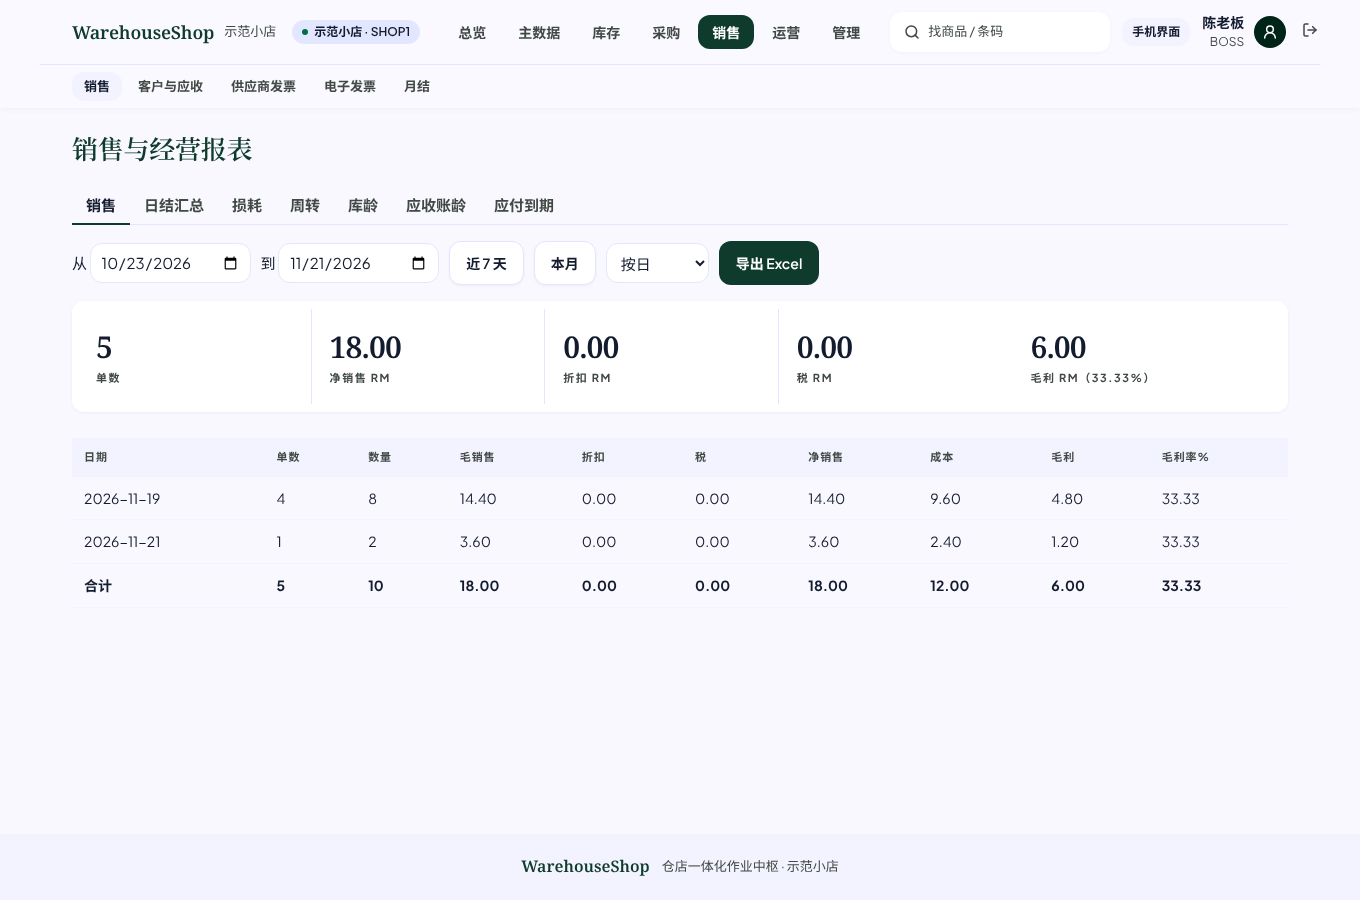 WarehouseShop 示范小店 示范小店 · SHOP1 总览 主数据 库存 采购 销售 运营 管理 找商品 / 条码 手机界面 陈老板
BOSS
销售 客户与应收 供应商发票 电子发票 月结
销售与经营报表
销售 日结汇总 损耗 周转 库龄 应收账龄 应付到期
从 10/23/2026 到 11/21/2026 近 7 天 本月 按日 导出 Excel
5 18.00 0.00 0.00 6.00
单数 净销售 RM 折扣 RM 税 RM 毛利 RM（33.33%）
日期 单数 数量 毛销售 折扣 税 净销售 成本 毛利 毛利率%
2026-11-19 4 8 14.40 0.00 0.00 14.40 9.60 4.80 33.33
2026-11-21 1 2 3.60 0.00 0.00 3.60 2.40 1.20 33.33
合计 5 10 18.00 0.00 0.00 18.00 12.00 6.00 33.33
WarehouseShop 仓店一体化作业中枢 · 示范小店